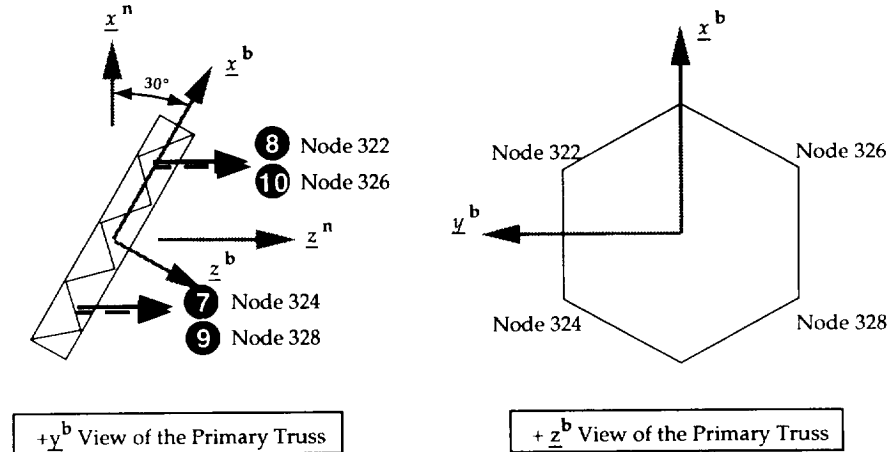 x n
x b
30°
8 Node 322
10 Node 326
z n
z b
7 Node 324
9 Node 328
+y b View of the Primary Truss
x b
Node 322
Node 326
y b
Node 324
Node 328
+ z b View of the Primary Truss